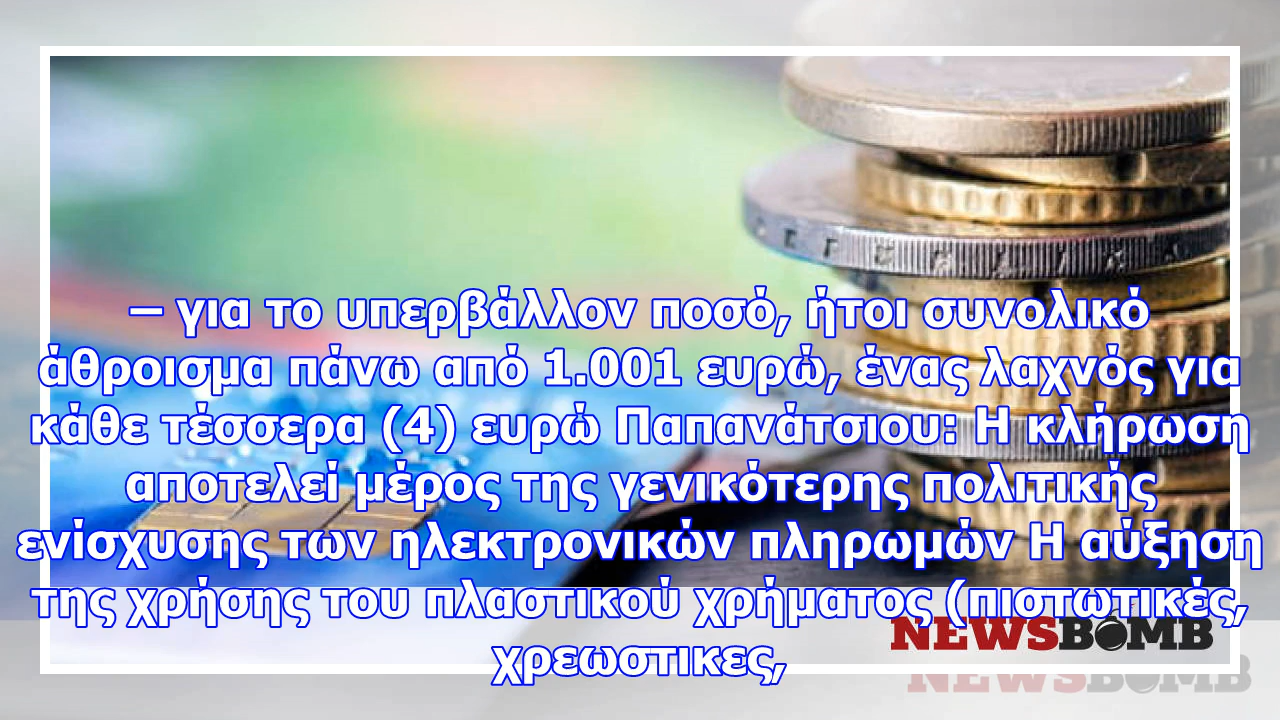 – για το υπερβάλλον ποσό, ήτοι συνολικό
άθροισμα πάνω από 1.001 ευρώ, ένας λαχνός για
κάθε τέσσερα (4) ευρώ Παπανάτσιου: Η κλήρωση
αποτελεί μέρος της γενικότερης πολιτικής
ενίσχυσης των ηλεκτρονικών πληρωμών Η αύξηση
της χρήσης του πλαστικού χρήματος (πιστωτικές,
χρεωστικες,
NEWSBOMB
NEWSBOMB